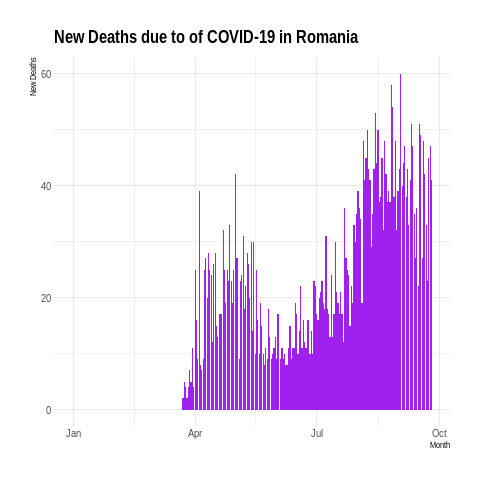 New Deaths due to of COVID-19 in Romania
New Deaths
60
40
20
0
Jan
Apr
Jul
Oct
Month